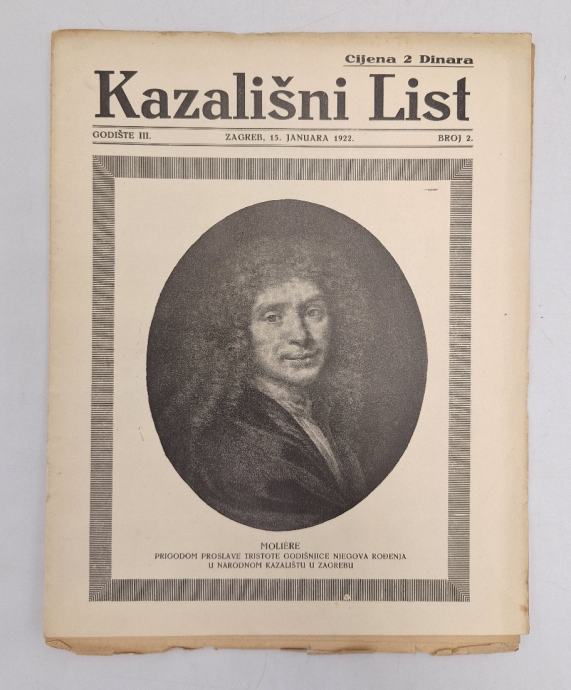 Cijena 2 Dinara
Kazališni List
GODIŠTE III. ZAGREB, 15. JANUARA 1922. BROJ 2.
MOLIÈRE
PRIGODOM PROSLAVE TRISTOTE GODIŠNJICE NJEGOVA ROĐENJA
U NARODNOM KAZALIŠTU U ZAGREBU